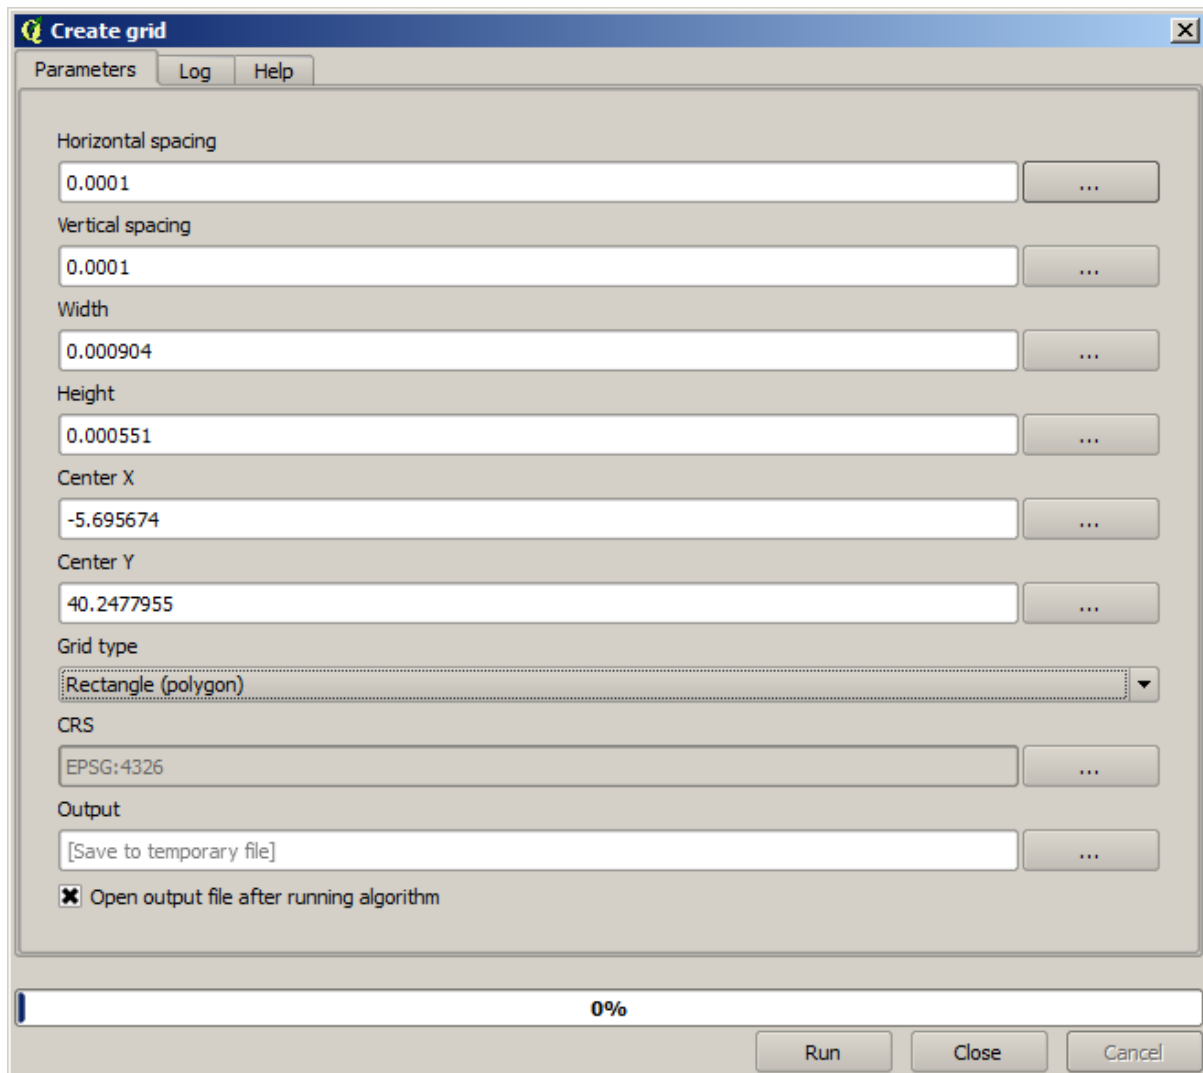 Create grid
Parameters Log Help
Horizontal spacing
0.0001 ...
Vertical spacing
0.0001 ...
Width
0.000904 ...
Height
0.000551 ...
Center X
-5.695674 ...
Center Y
40.2477955 ...
Grid type
Rectangle (polygon)
CRS
EPSG:4326 ...
Output
[Save to temporary file] ...
Open output file after running algorithm
0%
Run Close Cancel